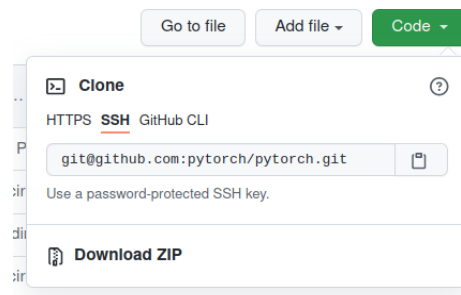 Go to file Add file Code
Clone
HTTPS SSH GitHub CLI
git@github.com:pytorch/pytorch.git
Use a password-protected SSH key.
Download ZIP